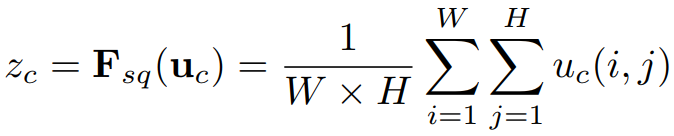 $z_c = \mathbf{F}_{sq}(\mathbf{u}_c) = \frac{1}{W \times H} \sum_{i=1}^{W} \sum_{j=1}^{H} u_c(i, j)$